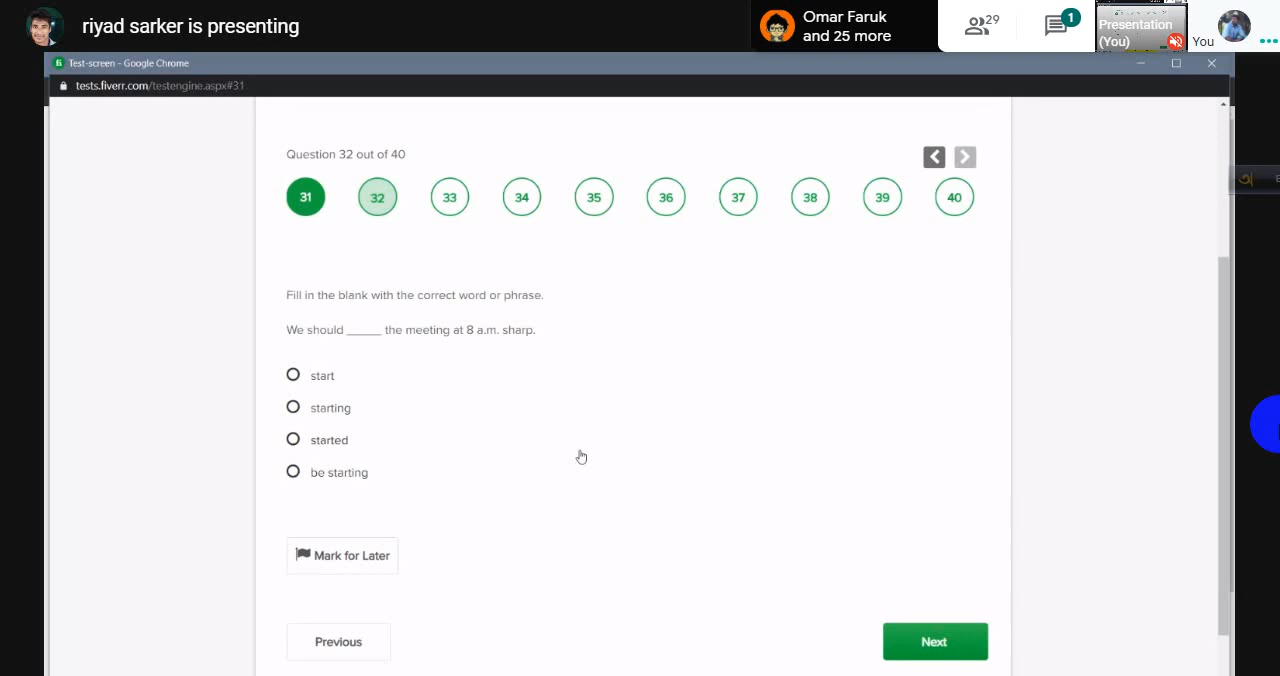 riyad sarker is presenting
Omar Faruk
and 25 more
29
1
Presentation
(You)
You
Test-screen - Google Chrome
tests.fiverr.com/testengine.aspx#31
Question 32 out of 40
31 32 33 34 35 36 37 38 39 40
Fill in the blank with the correct word or phrase.
We should _____ the meeting at 8 a.m. sharp.
start
starting
started
be starting
Mark for Later
Previous
Next